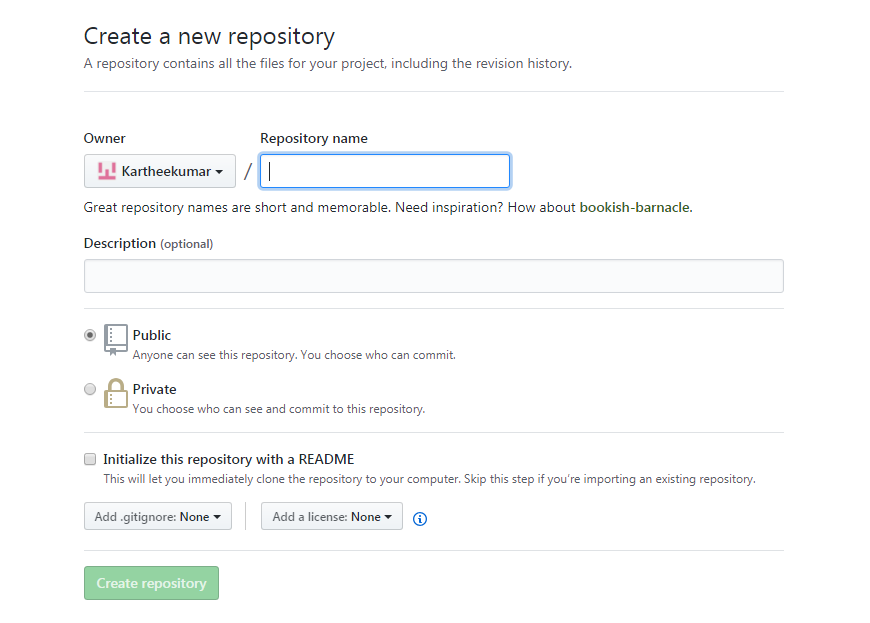 Create a new repository
A repository contains all the files for your project, including the revision history.
Owner
Repository name
Kartheekumar
/
Great repository names are short and memorable. Need inspiration? How about bookish-barnacle.
Description (optional)
Public
Anyone can see this repository. You choose who can commit.
Private
You choose who can see and commit to this repository.
Initialize this repository with a README
This will let you immediately clone the repository to your computer. Skip this step if you're importing an existing repository.
Add .gitignore: None
Add a license: None
Create repository